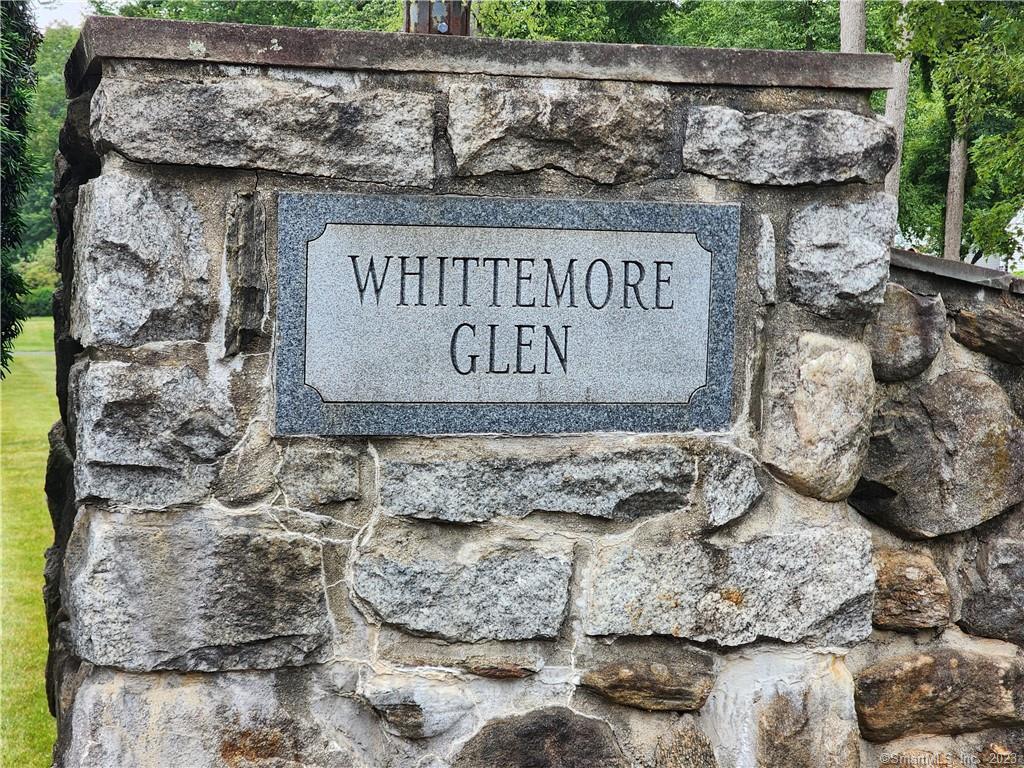 WHITTEMORE
GLEN
©SmartMLS, Inc. 2023